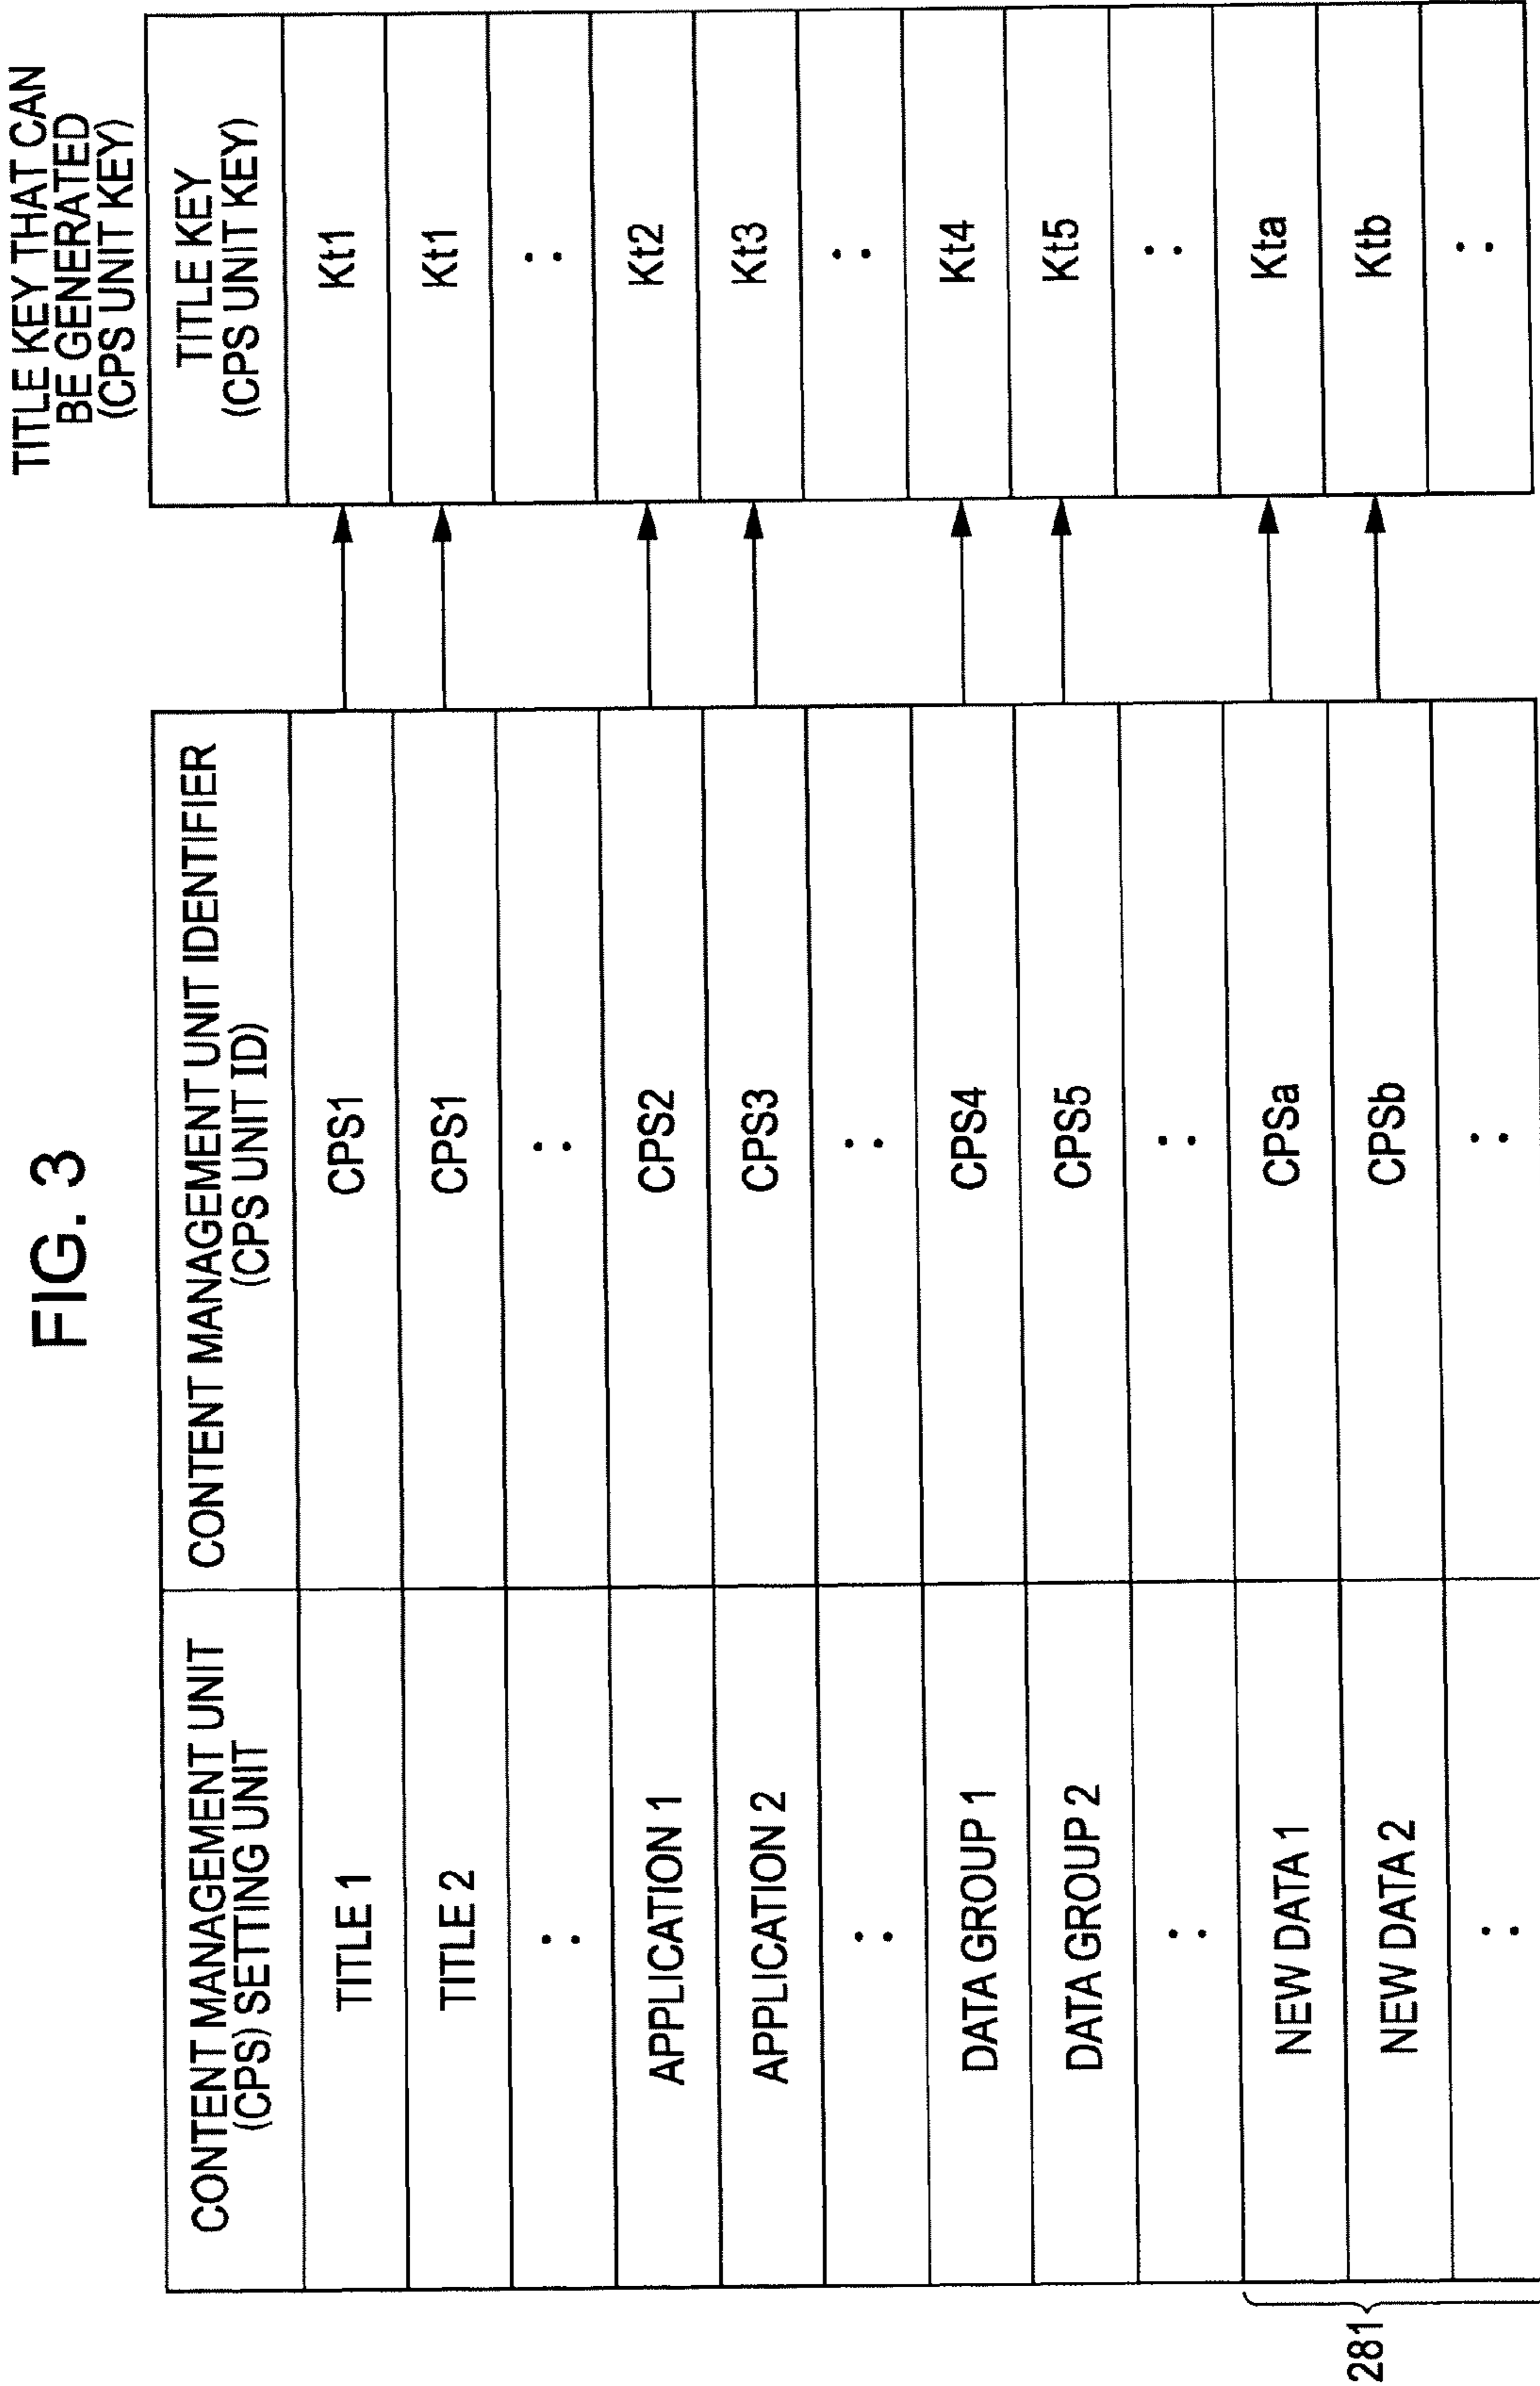 FIG. 3
TITLE KEY THAT CAN
BE GENERATED
(CPS UNIT KEY)
CONTENT MANAGEMENT UNIT
(CPS) SETTING UNIT
CONTENT MANAGEMENT UNIT IDENTIFIER
(CPS UNIT ID)
TITLE KEY
(CPS UNIT KEY)
TITLE 1
CPS1
Kt1
TITLE 2
CPS1
Kt1
:
:
:
APPLICATION 1
CPS2
Kt2
APPLICATION 2
CPS3
Kt3
:
:
:
DATA GROUP 1
CPS4
Kt4
DATA GROUP 2
CPS5
Kt5
:
:
:
281
NEW DATA 1
CPSa
Kta
NEW DATA 2
CPSb
Ktb
:
:
: